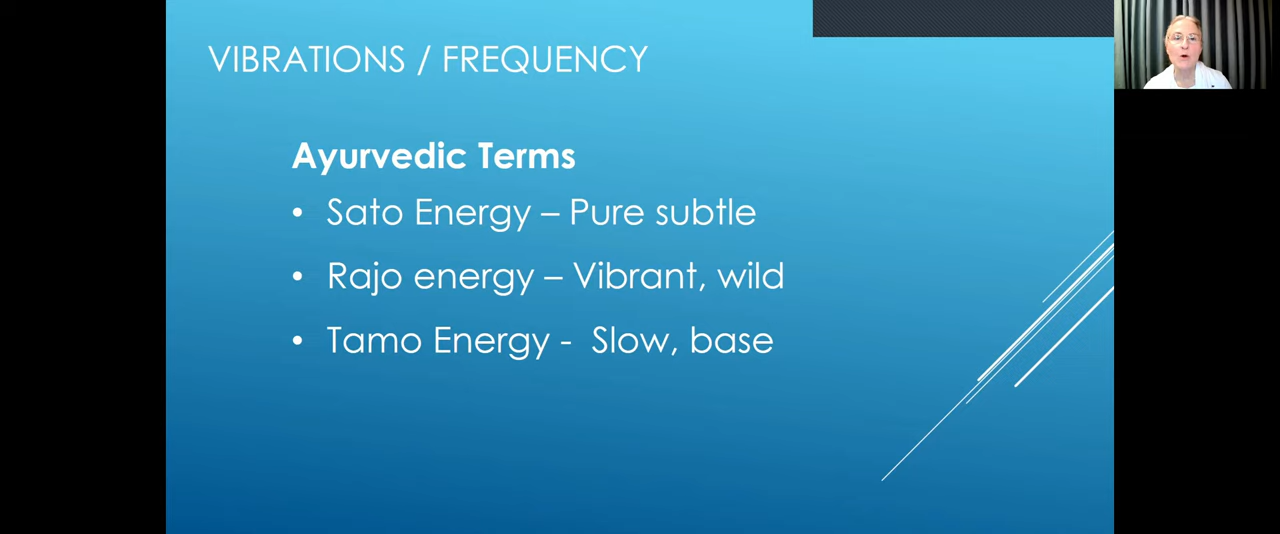 VIBRATIONS / FREQUENCY
Ayurvedic Terms
• Sato Energy – Pure subtle
• Rajo energy – Vibrant, wild
• Tamo Energy - Slow, base